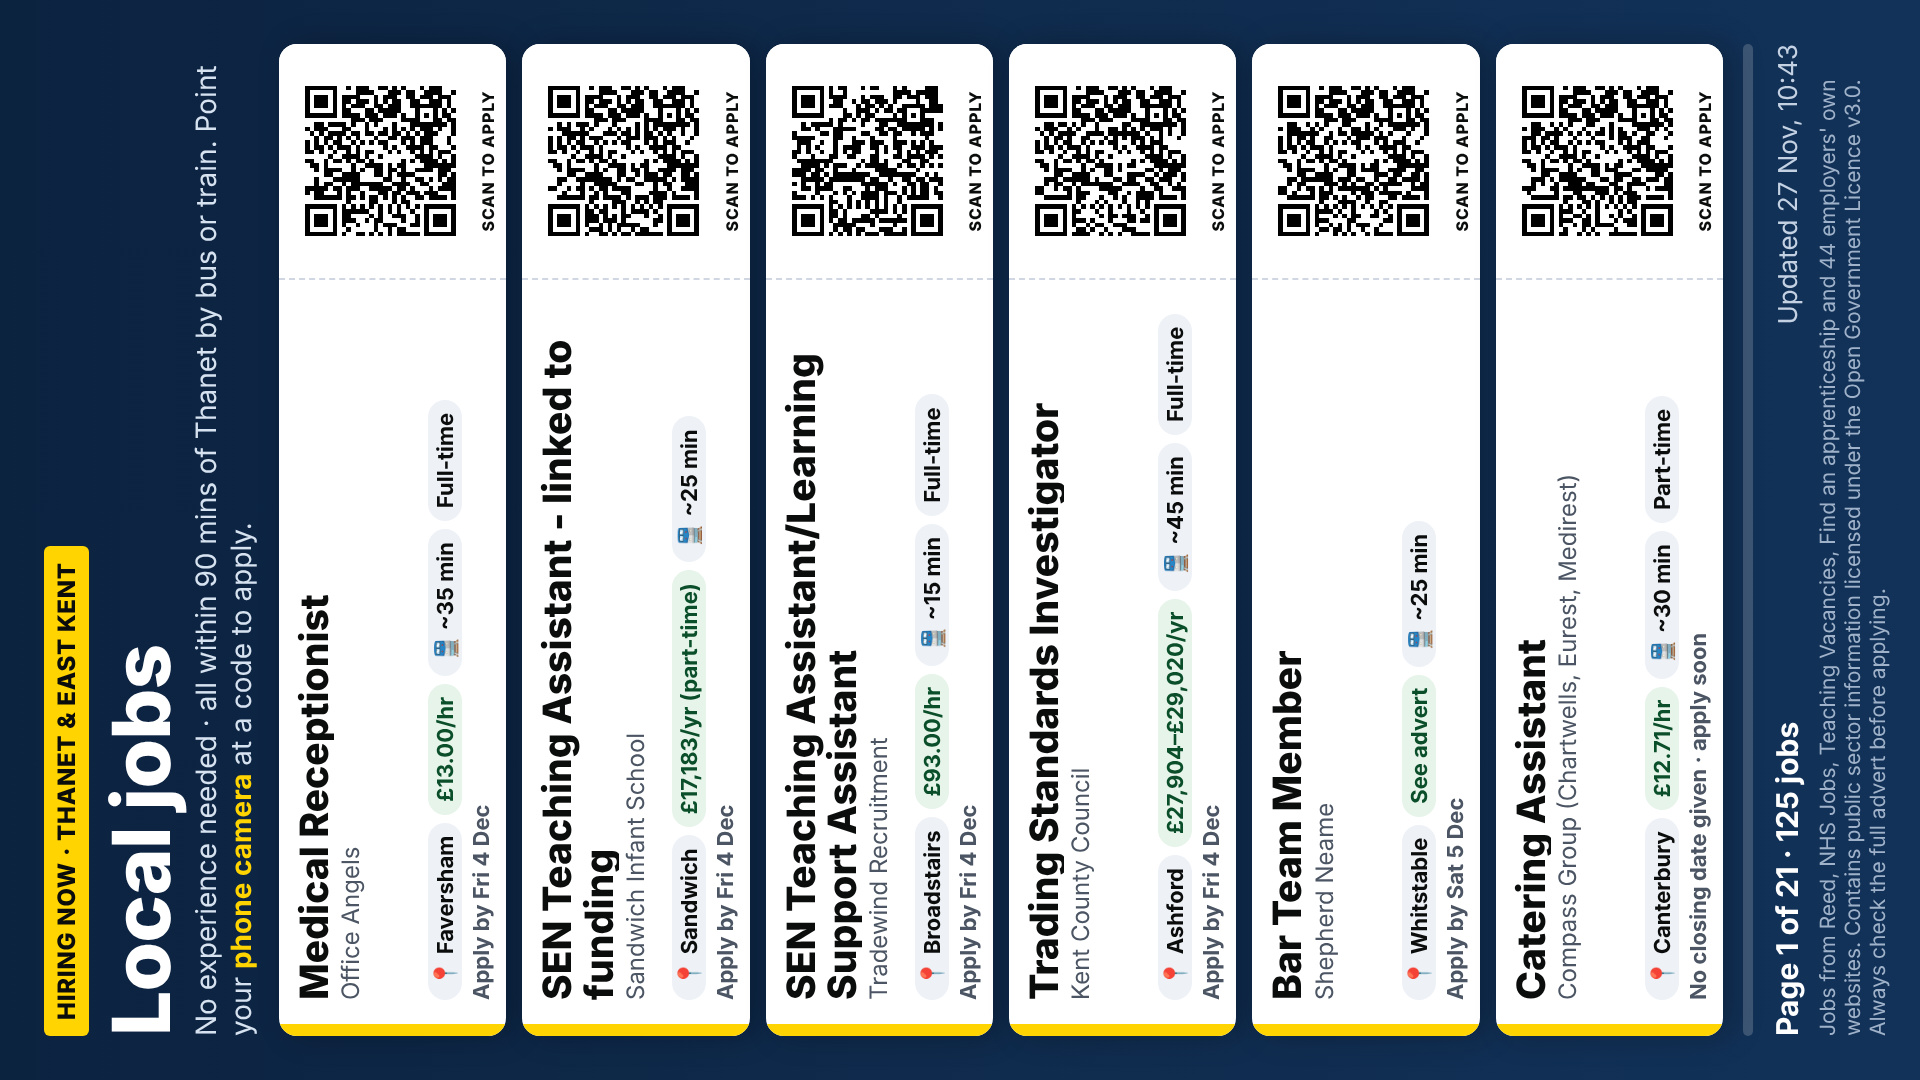 HIRING NOW · THANET & EAST KENT
Local jobs
No experience needed · all within 90 mins of Thanet by bus or train. Point
your phone camera at a code to apply.
Medical Receptionist
Office Angels
Faversham
£13.00/hr
~35 min
Full-time
Apply by Fri 4 Dec
SCAN TO APPLY
SEN Teaching Assistant - linked to
funding
Sandwich Infant School
Sandwich
£17,183/yr (part-time)
~25 min
Apply by Fri 4 Dec
SCAN TO APPLY
SEN Teaching Assistant/Learning
Support Assistant
Tradewind Recruitment
Broadstairs
£93.00/hr
~15 min
Full-time
Apply by Fri 4 Dec
SCAN TO APPLY
Trading Standards Investigator
Kent County Council
Ashford
£27,904–£29,020/yr
~45 min
Full-time
Apply by Fri 4 Dec
SCAN TO APPLY
Bar Team Member
Shepherd Neame
Whitstable
See advert
~25 min
Apply by Sat 5 Dec
SCAN TO APPLY
Catering Assistant
Compass Group (Chartwells, Eurest, Medirest)
Canterbury
£12.71/hr
~30 min
Part-time
No closing date given · apply soon
SCAN TO APPLY
Page 1 of 21 · 125 jobs
Updated 27 Nov, 10:43
Jobs from Reed, NHS Jobs, Teaching Vacancies, Find an apprenticeship and 44 employers' own
websites. Contains public sector information licensed under the Open Government Licence v3.0.
Always check the full advert before applying.